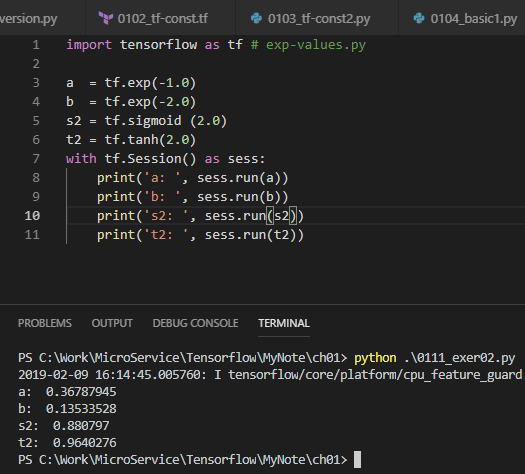 version.py 0102_tf-const.tf 0103_tf-const2.py 0104_basic1.py
1 import tensorflow as tf # exp-values.py
2
3 a  = tf.exp(-1.0)
4 b  = tf.exp(-2.0)
5 s2 = tf.sigmoid (2.0)
6 t2 = tf.tanh(2.0)
7 with tf.Session() as sess:
8     print('a: ', sess.run(a))
9     print('b: ', sess.run(b))
10     print('s2: ', sess.run(s2))
11     print('t2: ', sess.run(t2))
PROBLEMS OUTPUT DEBUG CONSOLE TERMINAL
PS C:\Work\MicroService\Tensorflow\MyNote\ch01> python .\0111_exer02.py
2019-02-09 16:14:45.005760: I tensorflow/core/platform/cpu_feature_guard
a:  0.36787945
b:  0.13533528
s2:  0.880797
t2:  0.9640276
PS C:\Work\MicroService\Tensorflow\MyNote\ch01>